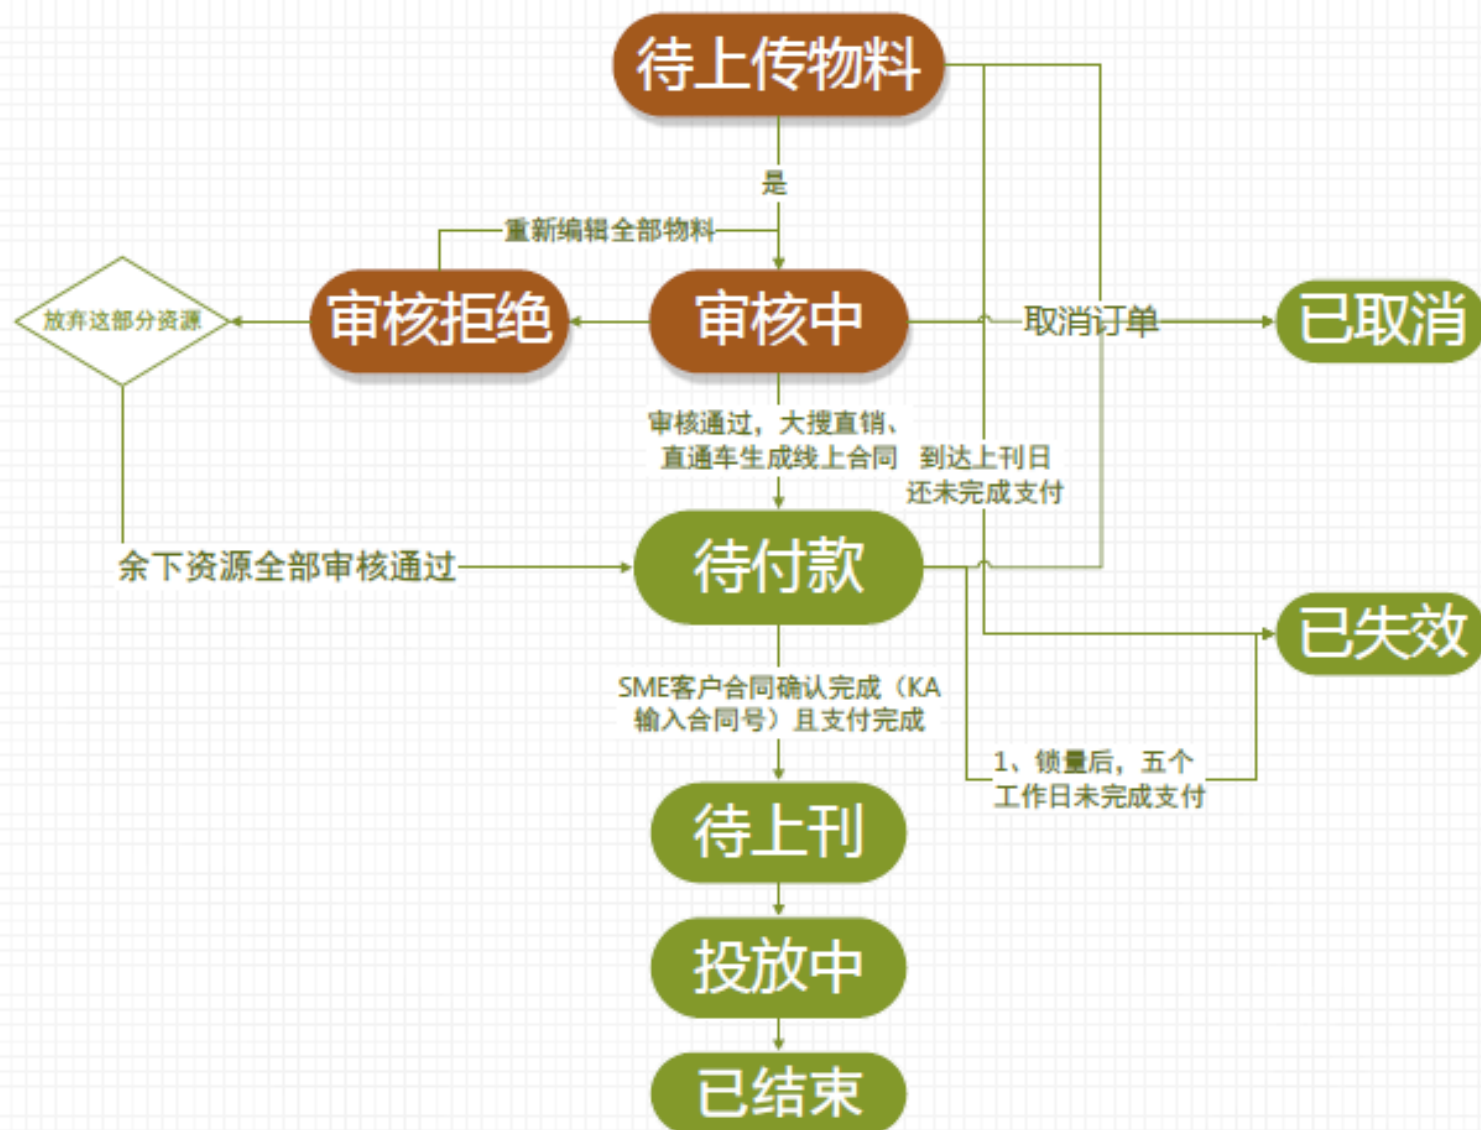 待上传物料
是
重新编辑全部物料
放弃这部分资源
审核拒绝
审核中
取消订单
已取消
审核通过，大搜直销、
直通车生成线上合同
到达上刊日
还未完成支付
余下资源全部审核通过
待付款
已失效
SME客户合同确认完成（KA
输入合同号）且支付完成
1、锁量后，五个
工作日未完成支付
待上刊
投放中
已结束